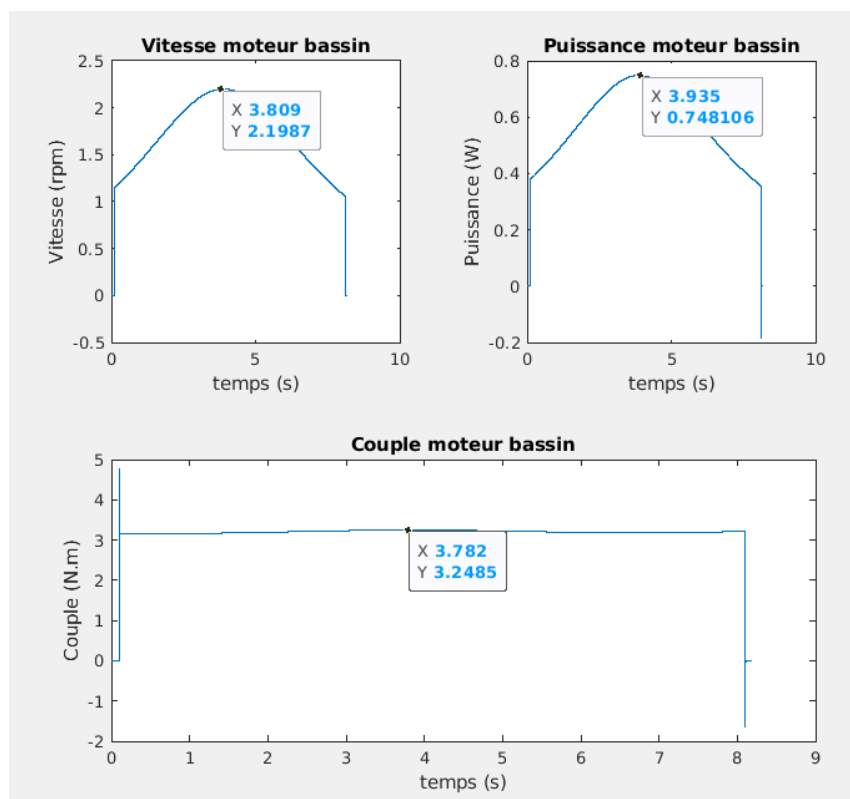 Vitesse moteur bassin
2.5
2
1.5
1
0.5
0
-0.5
Vitesse (rpm)
X 3.809
Y 2.1987
0
5
10
temps (s)
Puissance moteur bassin
0.8
0.6
0.4
0.2
0
-0.2
Puissance (W)
X 3.935
Y 0.748106
0
5
10
temps (s)
Couple moteur bassin
5
4
3
2
1
0
-1
-2
Couple (N.m)
X 3.782
Y 3.2485
0
1
2
3
4
5
6
7
8
9
temps (s)